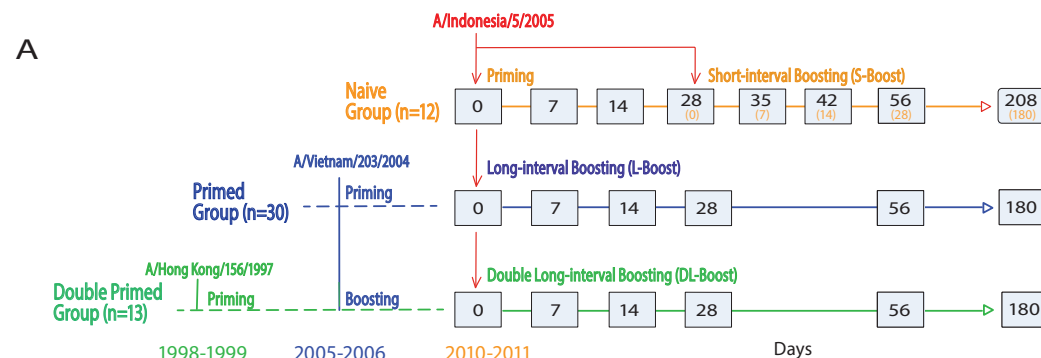 A
A/Indonesia/5/2005
Priming
Short-interval Boosting (S-Boost)
Naive
Group (n=12)
0 7 14 28 35 42 56 208
(0) (7) (14) (28) (180)
A/Vietnam/203/2004
Long-interval Boosting (L-Boost)
Primed
Group (n=30)
Priming
0 7 14 28 56 180
A/Hong Kong/156/1997
Double Long-interval Boosting (DL-Boost)
Double Primed
Group (n=13)
Priming
Boosting
0 7 14 28 56 180
1998-1999 2005-2006 2010-2011 Days